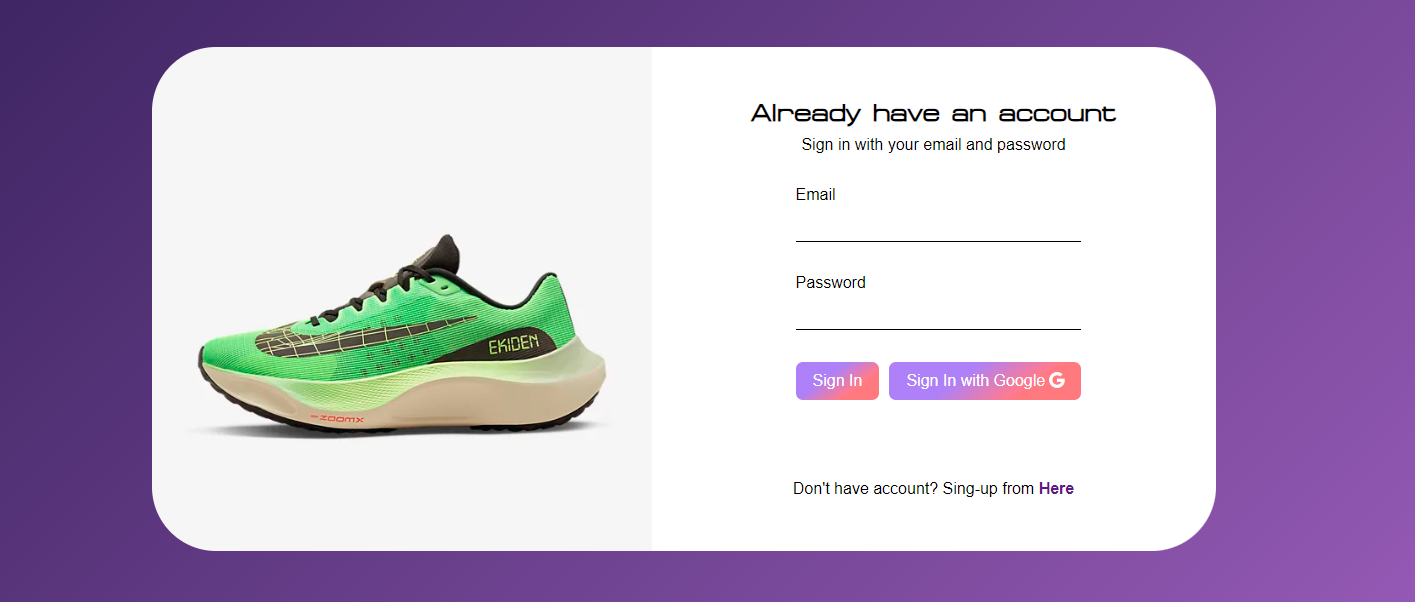 Already have an account
Sign in with your email and password
Email
Password
EKIDEN
ZOOMX
Sign In
Sign In with Google G
Don't have account? Sing-up from Here